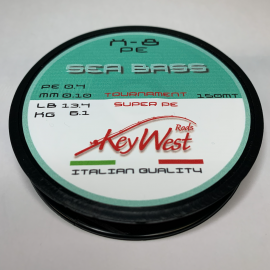 X-8
PE
SEA BASS
PE 0.4
MM 0.10 TOURNAMENT 150MT
LB 13.4 SUPER PE
KG 6.1
Rods
KeyWest
ITALIAN QUALITY